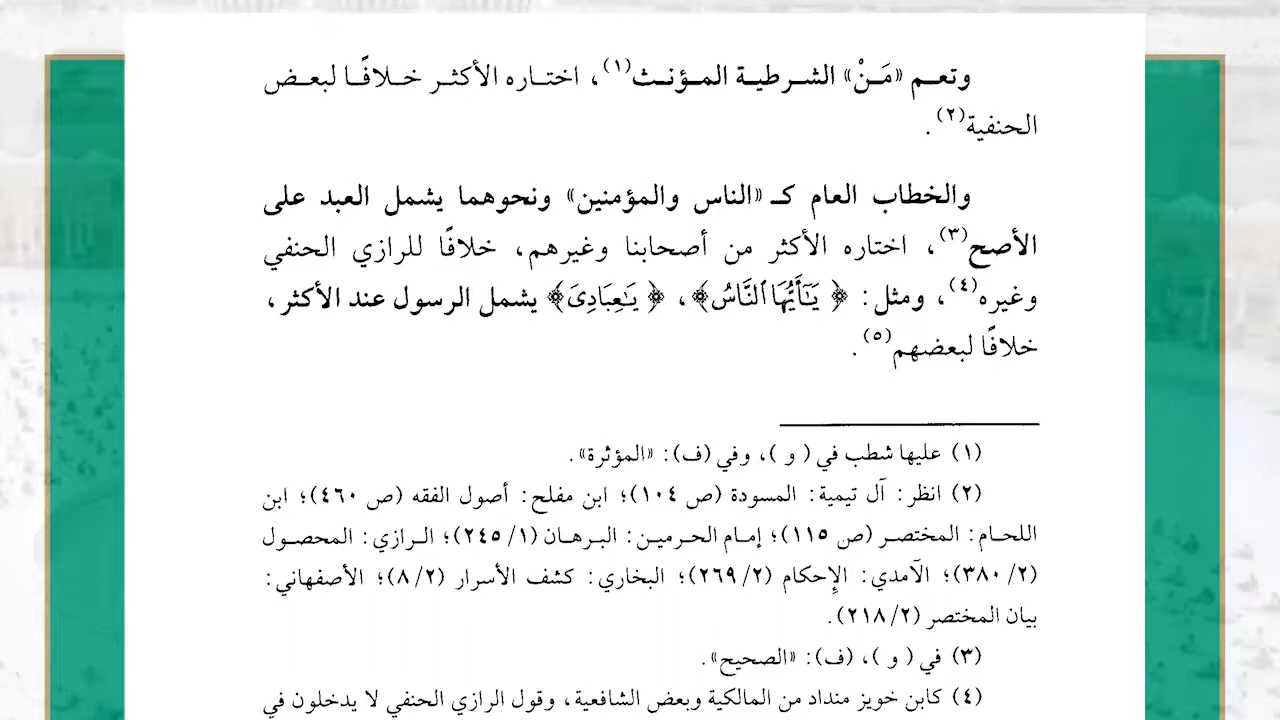 وتعم «مَنْ» الشرطية المؤنث(١)، اختاره الأكثر خلافًا لبعض
الحنفية(٢).
والخطاب العام كـ «الناس والمؤمنين» ونحوهما يشمل العبد على
الأصح(٣)، اختاره الأكثر من أصحابنا وغيرهم، خلافًا للرازي الحنفي
وغيره(٤)، ومثل: ﴿يَـٰٓأَيُّهَا ٱلنَّاسُ﴾، ﴿يَـٰعِبَادِىَ﴾ يشمل الرسول عند الأكثر،
خلافًا لبعضهم(٥).
(١) عليها شطب في (و)، وفي (ف): «المؤثرة».
(٢) انظر: آل تيمية: المسودة (ص ١٠٤)؛ ابن مفلح: أصول الفقه (ص ٤٦٠)؛ ابن
اللحام: المختصر (ص ١١٥)؛ إمام الحرمين: البرهان (١/ ٢٤٥)؛ الرازي: المحصول
(٢/ ٣٨٠)؛ الآمدي: الإحكام (٢/ ٢٦٩)؛ البخاري: كشف الأسرار (٢/ ٨)؛ الأصفهاني:
بيان المختصر (٢/ ٢١٨).
(٣) في (و)، (ف): «الصحيح».
(٤) كابن خويز منداد من المالكية وبعض الشافعية، وقول الرازي الحنفي لا يدخلون في